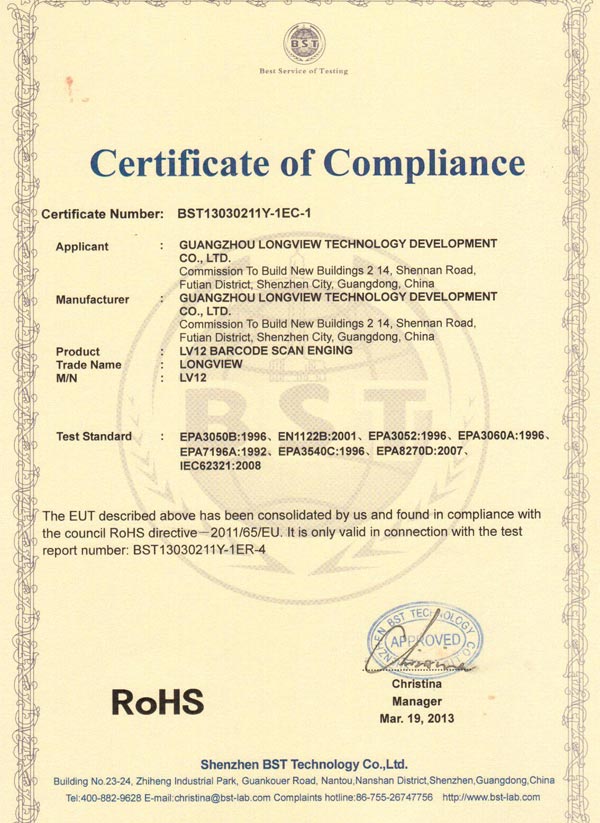 BST
Best Service of Testing
Certificate of Compliance
Certificate Number: BST13030211Y-1EC-1
Applicant : GUANGZHOU LONGVIEW TECHNOLOGY DEVELOPMENT
CO., LTD.
Commission To Build New Buildings 2 14, Shennan Road,
Futian District, Shenzhen City, Guangdong, China
Manufacturer : GUANGZHOU LONGVIEW TECHNOLOGY DEVELOPMENT
CO., LTD.
Commission To Build New Buildings 2 14, Shennan Road,
Futian District, Shenzhen City, Guangdong, China
Product : LV12 BARCODE SCAN ENGING
Trade Name : LONGVIEW
M/N : LV12
BST
Test Standard : EPA3050B:1996、EN1122B:2001、EPA3052:1996、EPA3060A:1996、
EPA7196A:1992、EPA3540C:1996、EPA8270D:2007、
IEC62321:2008
The EUT described above has been consolidated by us and found in compliance with
the council RoHS directive—2011/65/EU. It is only valid in connection with the test
report number: BST13030211Y-1ER-4
BST TECHNOLOGY CO
APPROVED
Christina
Manager
Mar. 19, 2013
RoHS
Shenzhen BST Technology Co.,Ltd.
Building No.23-24, Zhiheng Industrial Park, Guankouer Road, Nantou,Nanshan District,Shenzhen,Guangdong,China
Tel:400-882-9628 E-mail:christina@bst-lab.com Complaints hotline:86-755-26747756 http://www.bst-lab.com